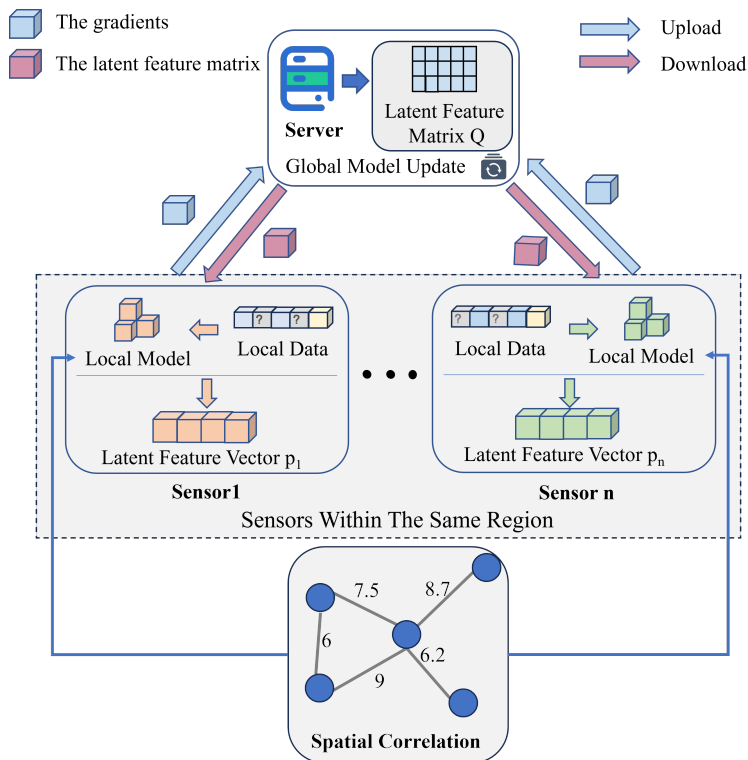 The gradients
The latent feature matrix
Upload
Download
Server
Latent Feature
Matrix Q
Global Model Update
? ?
Local Model
Local Data
Latent Feature Vector p₁
Sensor1
? ?
Local Data
Local Model
Latent Feature Vector pₙ
Sensor n
Sensors Within The Same Region
7.5
8.7
6
6.2
9
Spatial Correlation